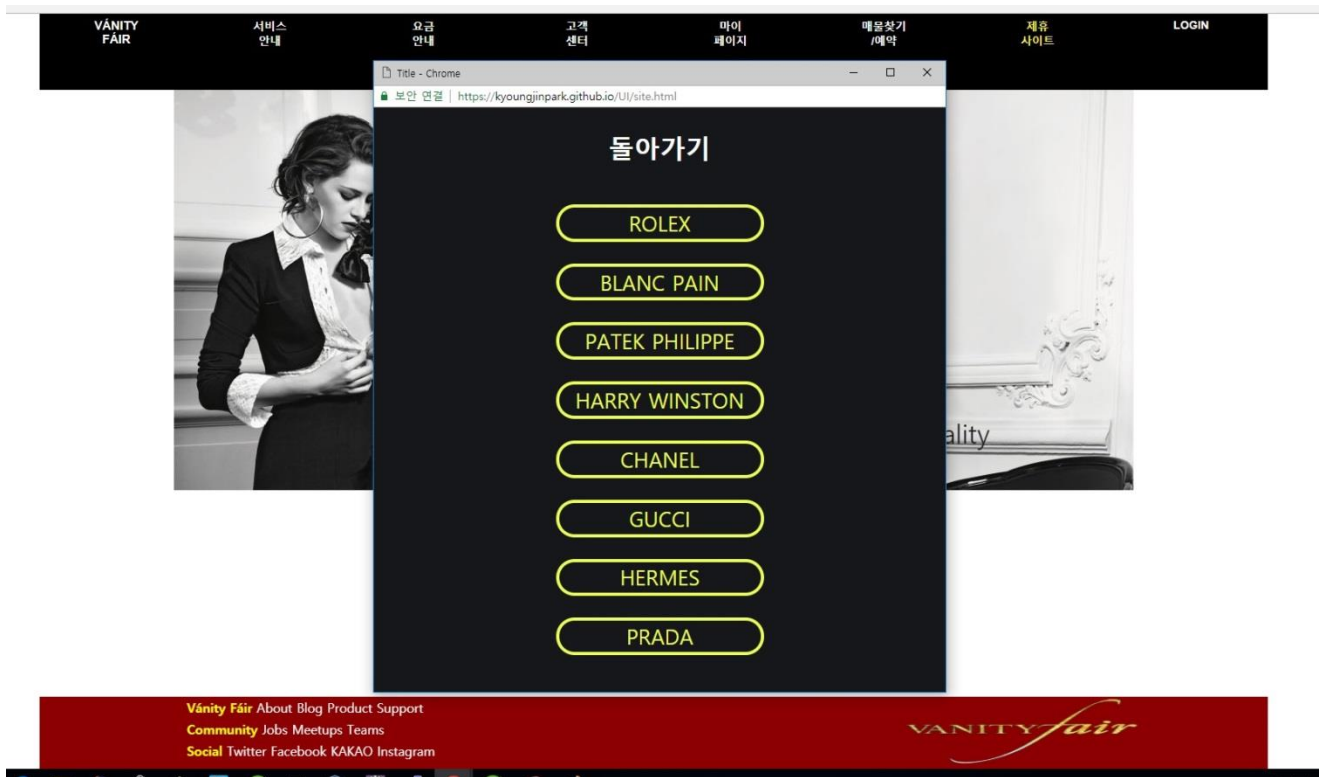 VÁNITY
FÁIR
서비스
안내
요금
안내
고객
센터
마이
페이지
매물찾기
/예약
제휴
사이트
LOGIN
Title - Chrome
보안 연결 | https://kyoungjinpark.github.io/UI/site.html
돌아가기
ROLEX
BLANC PAIN
PATEK PHILIPPE
HARRY WINSTON
CHANEL
GUCCI
HERMES
PRADA
ality
Vánity Fáir About Blog Product Support
Community Jobs Meetups Teams
Social Twitter Facebook KAKAO Instagram
VANITY fair